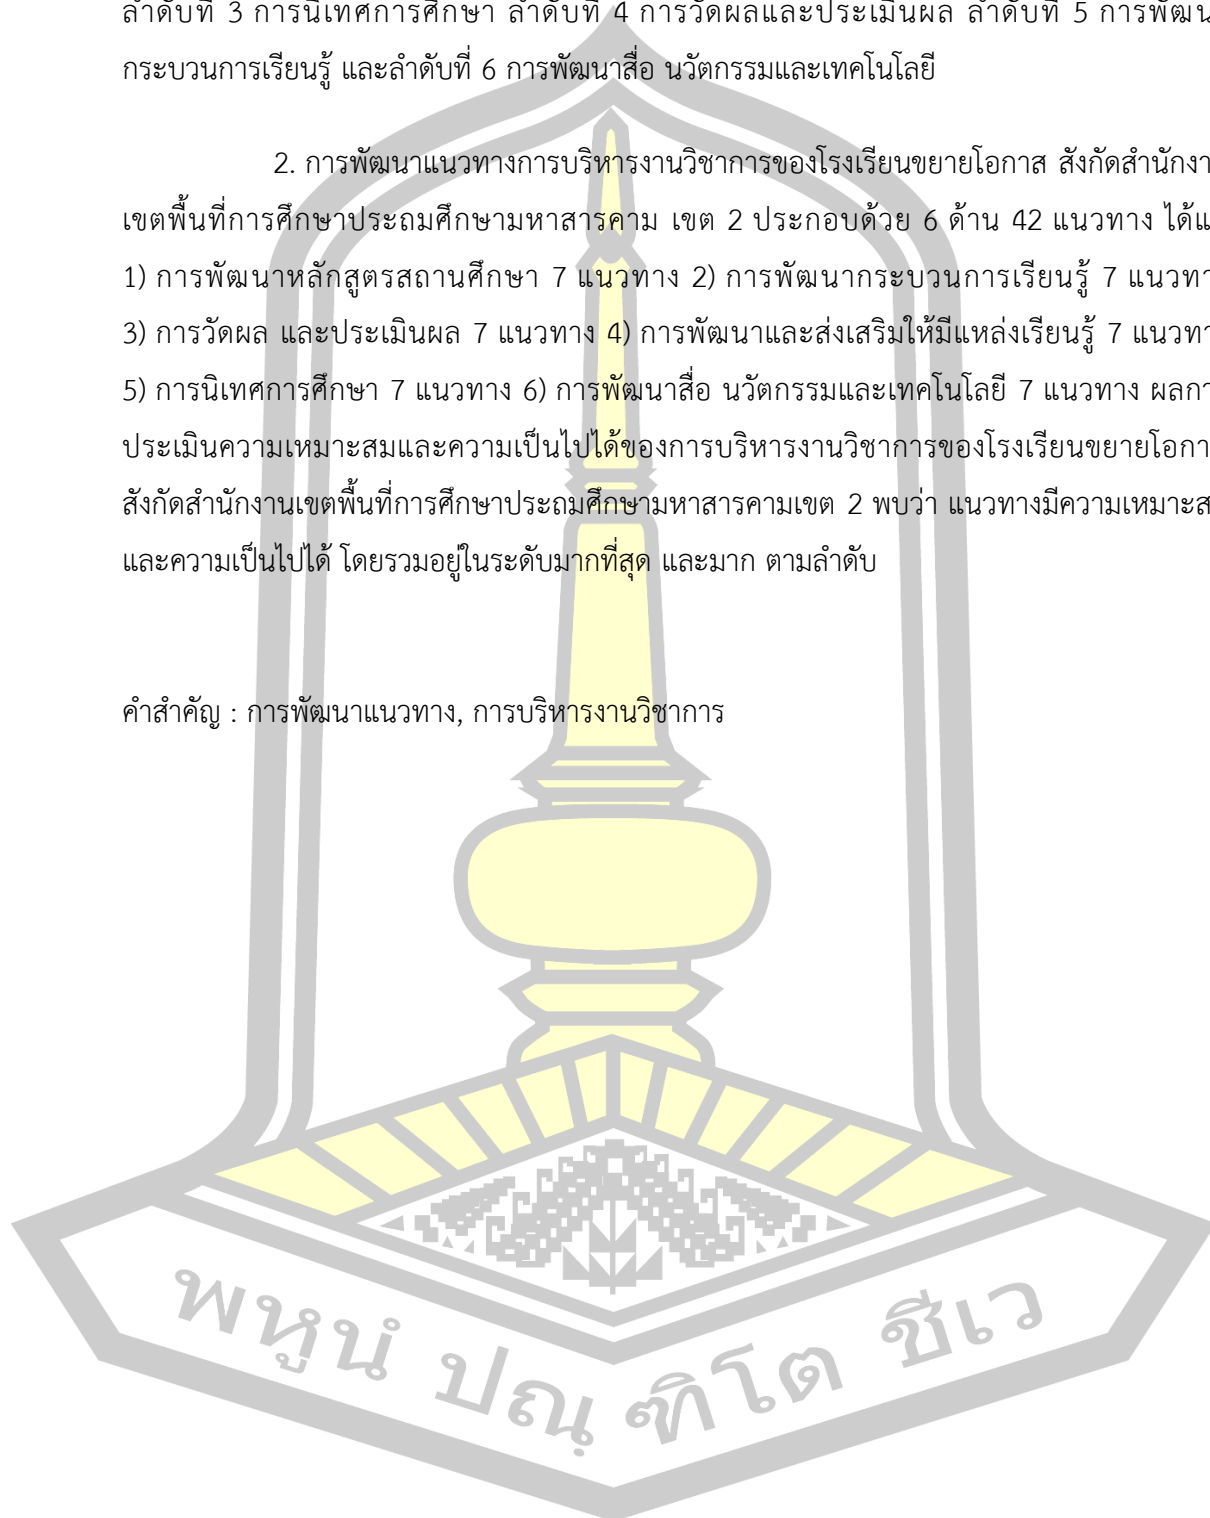 ลำดับที่ 3 การนิเทศการศึกษา ลำดับที่ 4 การวัดผลและประเมินผล ลำดับที่ 5 การพัฒน
กระบวนการเรียนรู้ และลำดับที่ 6 การพัฒนาสื่อ นวัตกรรมและเทคโนโลยี
2. การพัฒนาแนวทางการบริหารงานวิชาการของโรงเรียนขยายโอกาส สังกัดสำนักงา
เขตพื้นที่การศึกษาประถมศึกษามหาสารคาม เขต 2 ประกอบด้วย 6 ด้าน 42 แนวทาง ได้แ
1) การพัฒนาหลักสูตรสถานศึกษา 7 แนวทาง 2) การพัฒนากระบวนการเรียนรู้ 7 แนวทา
3) การวัดผล และประเมินผล 7 แนวทาง 4) การพัฒนาและส่งเสริมให้มีแหล่งเรียนรู้ 7 แนวทา
5) การนิเทศการศึกษา 7 แนวทาง 6) การพัฒนาสื่อ นวัตกรรมและเทคโนโลยี 7 แนวทาง ผลกา
ประเมินความเหมาะสมและความเป็นไปได้ของการบริหารงานวิชาการของโรงเรียนขยายโอกา
สังกัดสำนักงานเขตพื้นที่การศึกษาประถมศึกษามหาสารคามเขต 2 พบว่า แนวทางมีความเหมาะส
และความเป็นไปได้ โดยรวมอยู่ในระดับมากที่สุด และมาก ตามลำดับ
คำสำคัญ : การพัฒนาแนวทาง, การบริหารงานวิชาการ
พหูนํ ปณฺฑิโต ชีเว